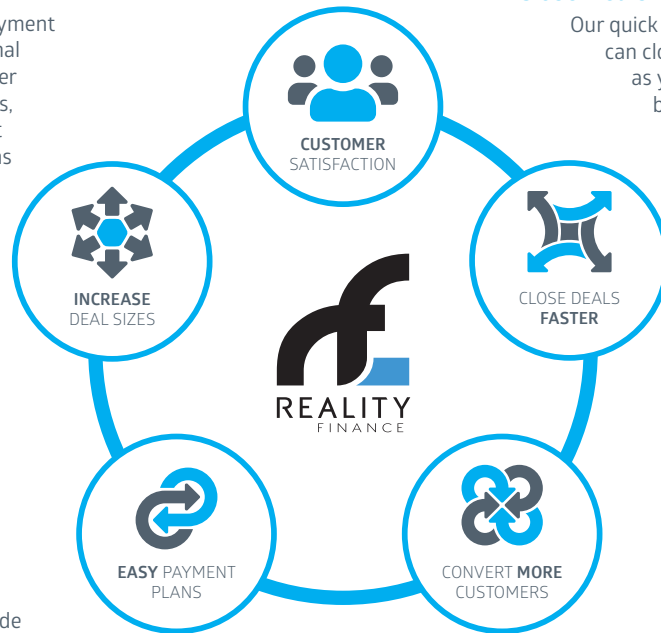 yment
nal
er
s,
t
ns
Our quick
can clo
as y
b
CUSTOMER
SATISFACTION
INCREASE
DEAL SIZES
CLOSE DEALS
FASTER
REALITY
FINANCE
EASY PAYMENT
PLANS
CONVERT MORE
CUSTOMERS
de